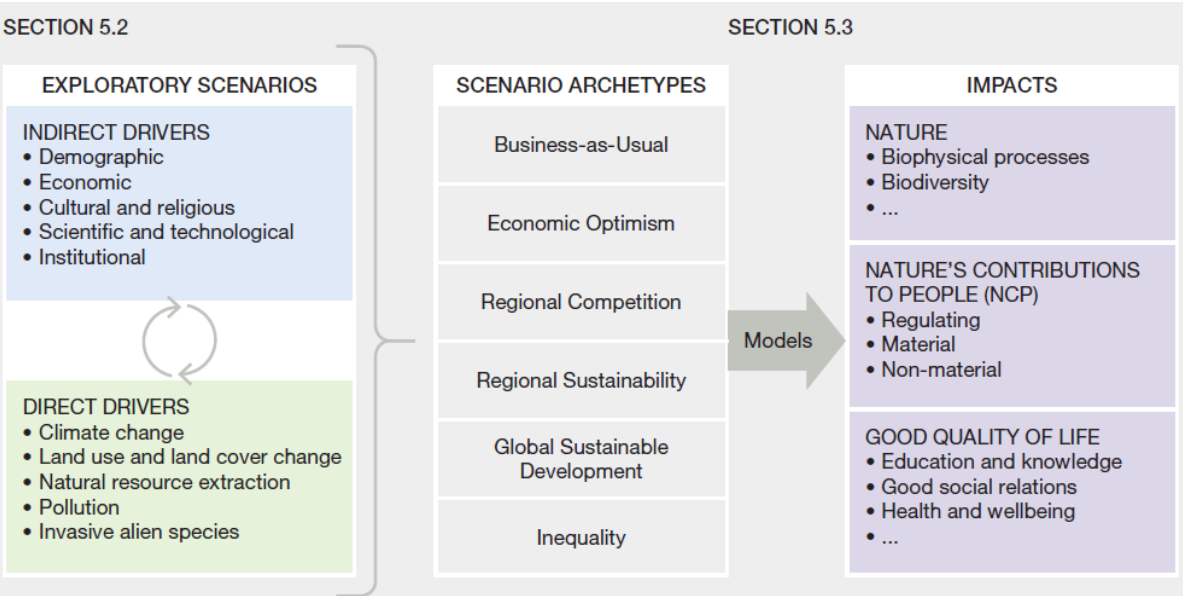 SECTION 5.2
SECTION 5.3
EXPLORATORY SCENARIOS
INDIRECT DRIVERS
• Demographic
• Economic
• Cultural and religious
• Scientific and technological
• Institutional
DIRECT DRIVERS
• Climate change
• Land use and land cover change
• Natural resource extraction
• Pollution
• Invasive alien species
SCENARIO ARCHETYPES
Business-as-Usual
Economic Optimism
Regional Competition
Regional Sustainability
Global Sustainable
Development
Inequality
Models
IMPACTS
NATURE
• Biophysical processes
• Biodiversity
• ...
NATURE'S CONTRIBUTIONS
TO PEOPLE (NCP)
• Regulating
• Material
• Non-material
GOOD QUALITY OF LIFE
• Education and knowledge
• Good social relations
• Health and wellbeing
• ...